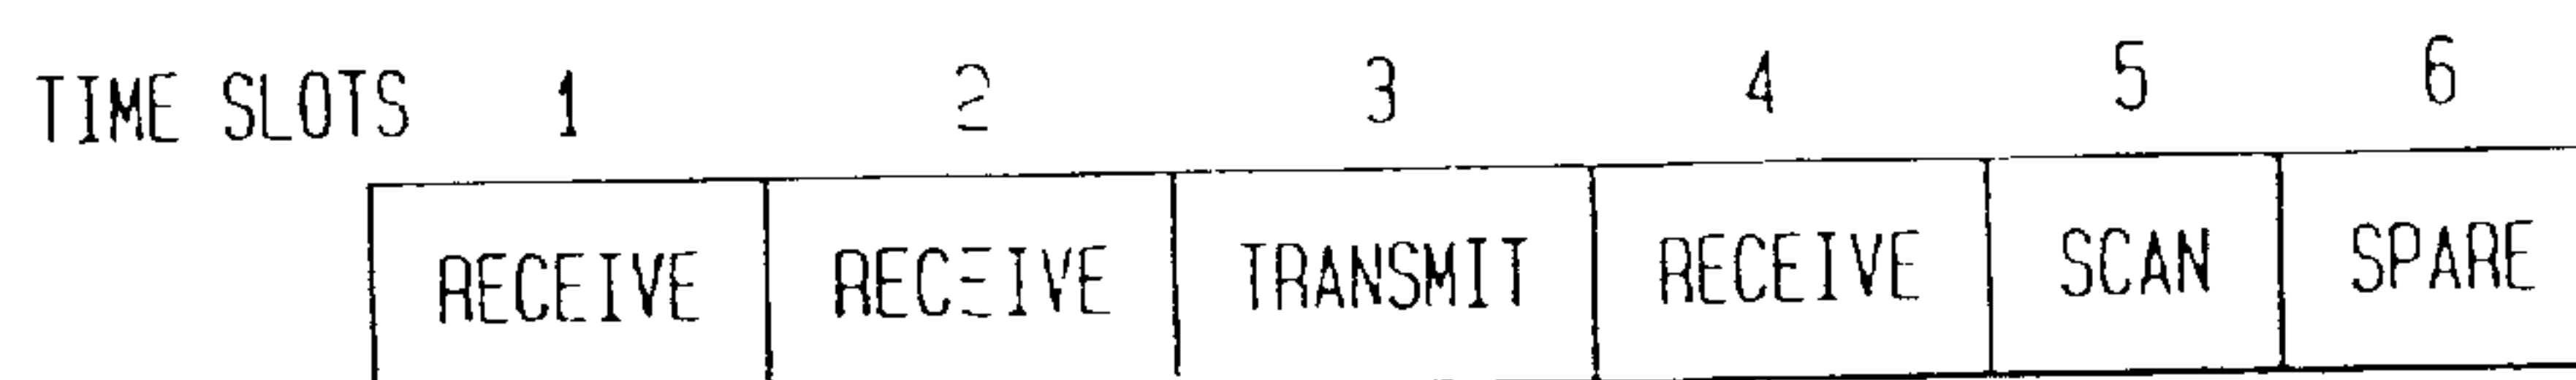 TIME SLOTS 1 2 3 4 5 6
RECEIVE RECEIVE TRANSMIT RECEIVE SCAN SPARE